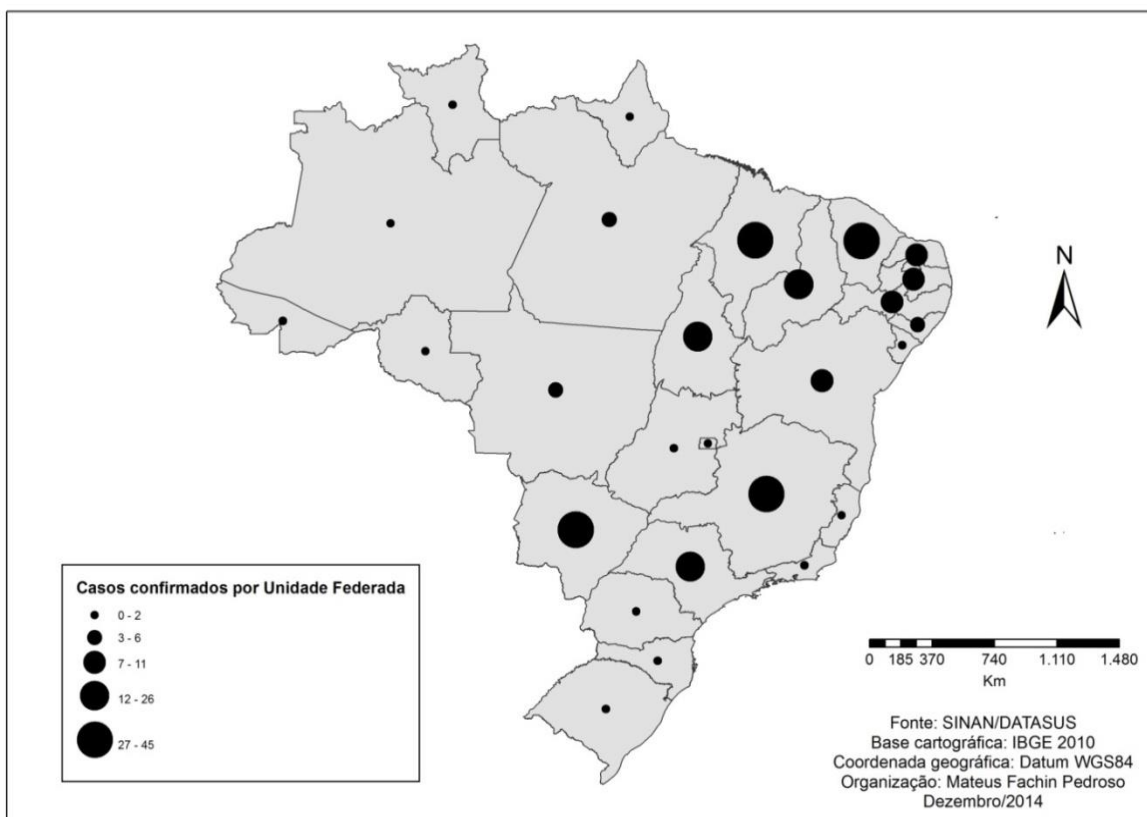 N
Casos confirmados por Unidade Federada
0 - 2
3 - 6
7 - 11
12 - 26
27 - 45
0 185 370 740 1.110 1.480
Km
Fonte: SINAN/DATASUS
Base cartográfica: IBGE 2010
Coordenada geográfica: Datum WGS84
Organização: Mateus Fachin Pedroso
Dezembro/2014